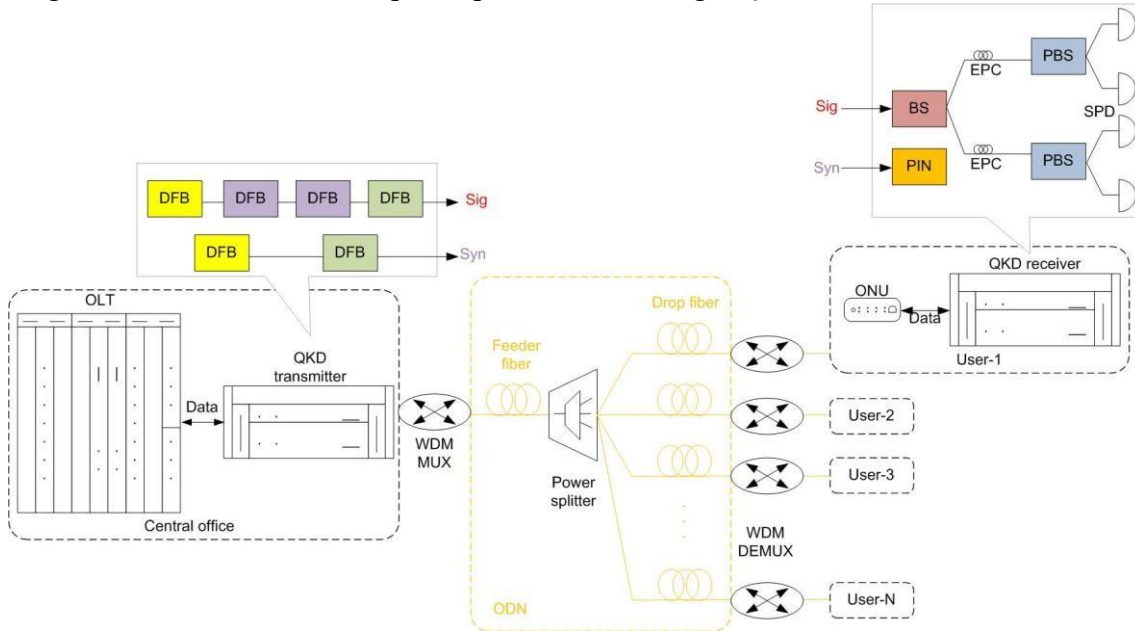 PBS
EPC
Sig
BS
SPD
Syn
PIN
EPC
PBS
DFB
DFB
DFB
DFB
Sig
DFB
DFB
Syn
OLT
QKD
transmitter
Data
Central office
WDM
MUX
Feeder
fiber
Power
splitter
Drop fiber
ODN
WDM
DEMUX
QKD receiver
ONU
Data
User-1
User-2
User-3
User-N